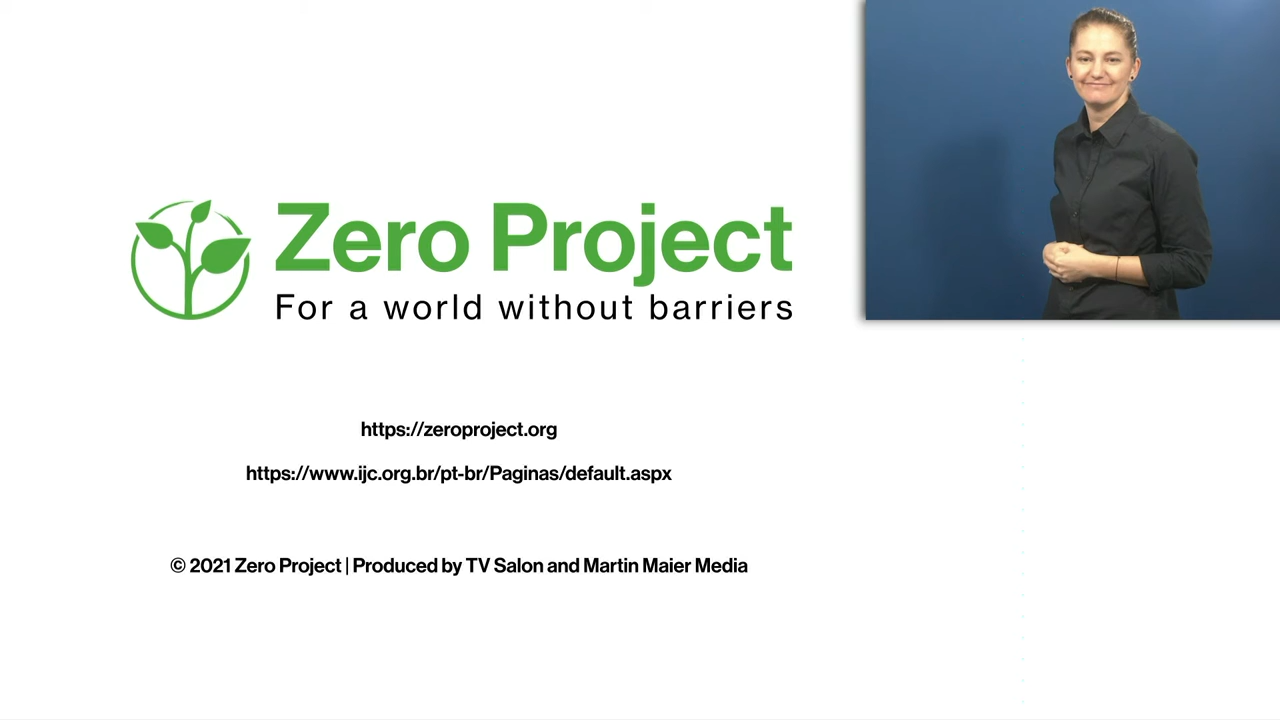 Zero Project
For a world without barriers
https://zeroproject.org
https://www.ijc.org.br/pt-br/Paginas/default.aspx
© 2021 Zero Project | Produced by TV Salon and Martin Maier Media